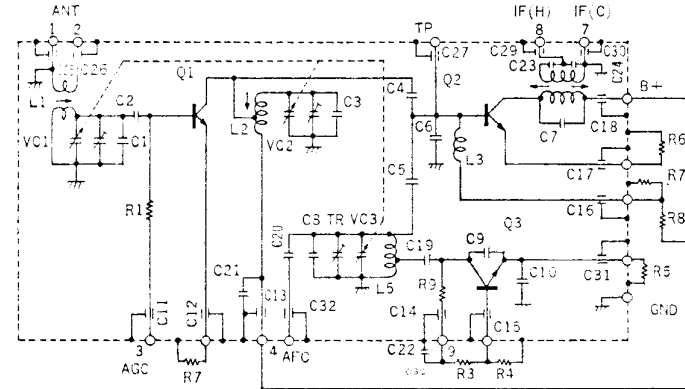 ANT
1 2
C26
L1
VC1
C1
C2
Q1
L2
VC2
C3
TP
C27
Q2
C4
C6
C5
L3
IF(H) IF(C)
8 7
C29
C30
C23
C24
C7
B+
C18
R6
C17
R7
C16
R8
R1
C20
C8 TR VC3
L5
C19
Q3
C9
R9
C10
C31
R5
GND
C21
C11
C12
C13
C32
C14
C15
3
AGC
R7
4
AFC
C22
9
R3
R4